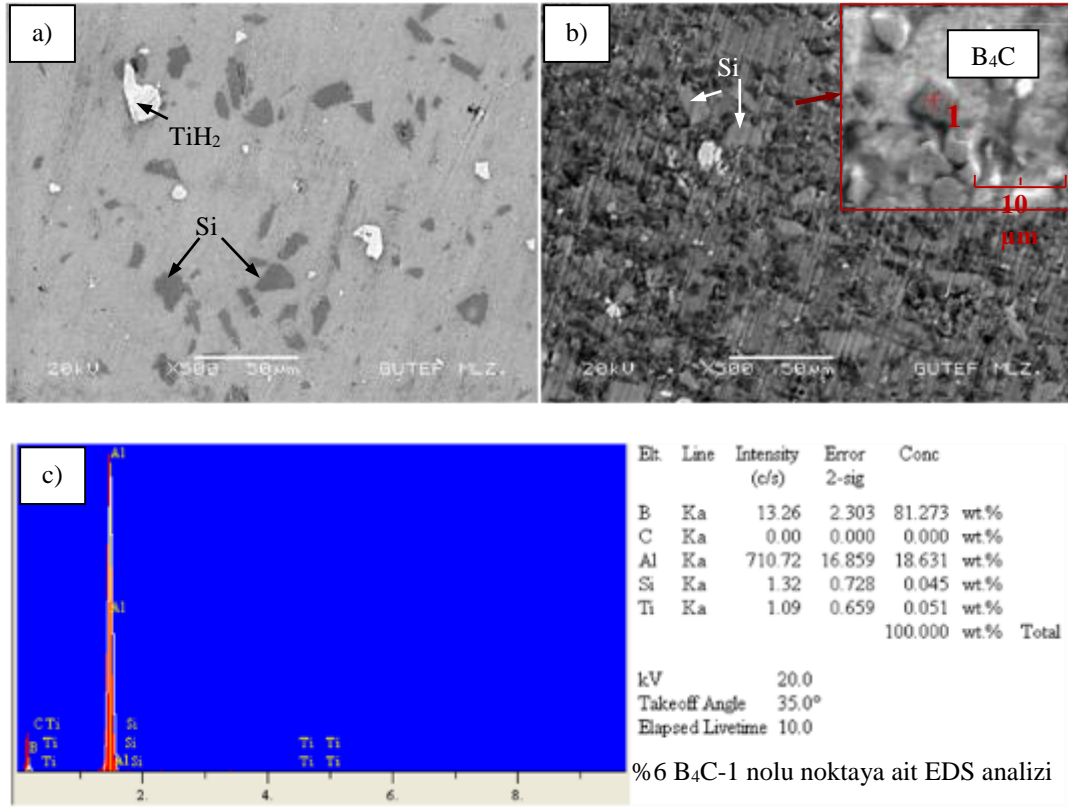 a)
TiH₂
Si
20kV X500 50µm GUTEF MLZ.
b)
Si
B₄C
1
10
µm
20kV X500 50µm GUTEF MLZ.
c)
Al
Al
C Ti Si
B Ti Si Ti Ti
Ti Al Si Ti Ti
2. 4. 6. 8.
Elt. Line Intensity Error Conc
(c/s) 2-sig
B Ka 13.26 2.303 81.273 wt.%
C Ka 0.00 0.000 0.000 wt.%
Al Ka 710.72 16.859 18.631 wt.%
Si Ka 1.32 0.728 0.045 wt.%
Ti Ka 1.09 0.659 0.051 wt.%
100.000 wt.% Total
kV 20.0
Takeoff Angle 35.0°
Elapsed Livetime 10.0
%6 B₄C-1 nolu noktaya ait EDS analizi